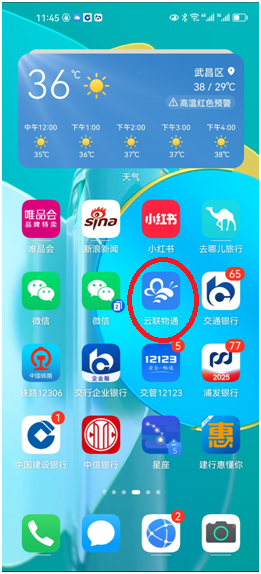 11:45
武昌区
36℃
38 / 29℃
高温红色预警
中午12:00 下午1:00 下午2:00 下午3:00 下午4:00
35℃ 36℃ 37℃ 37℃ 38℃
天气
唯品会
品牌特卖
sina
小红书
唯品会 新浪新闻 小红书 去哪儿旅行
65
微信 微信 云联物通 交通银行
中国铁路
企业版
12123
5
77
2025
铁路12306 交行企业银行 交管12123 浦发银行
1
5
惠
中国建设银行 中信银行 星座 建行惠懂你
2